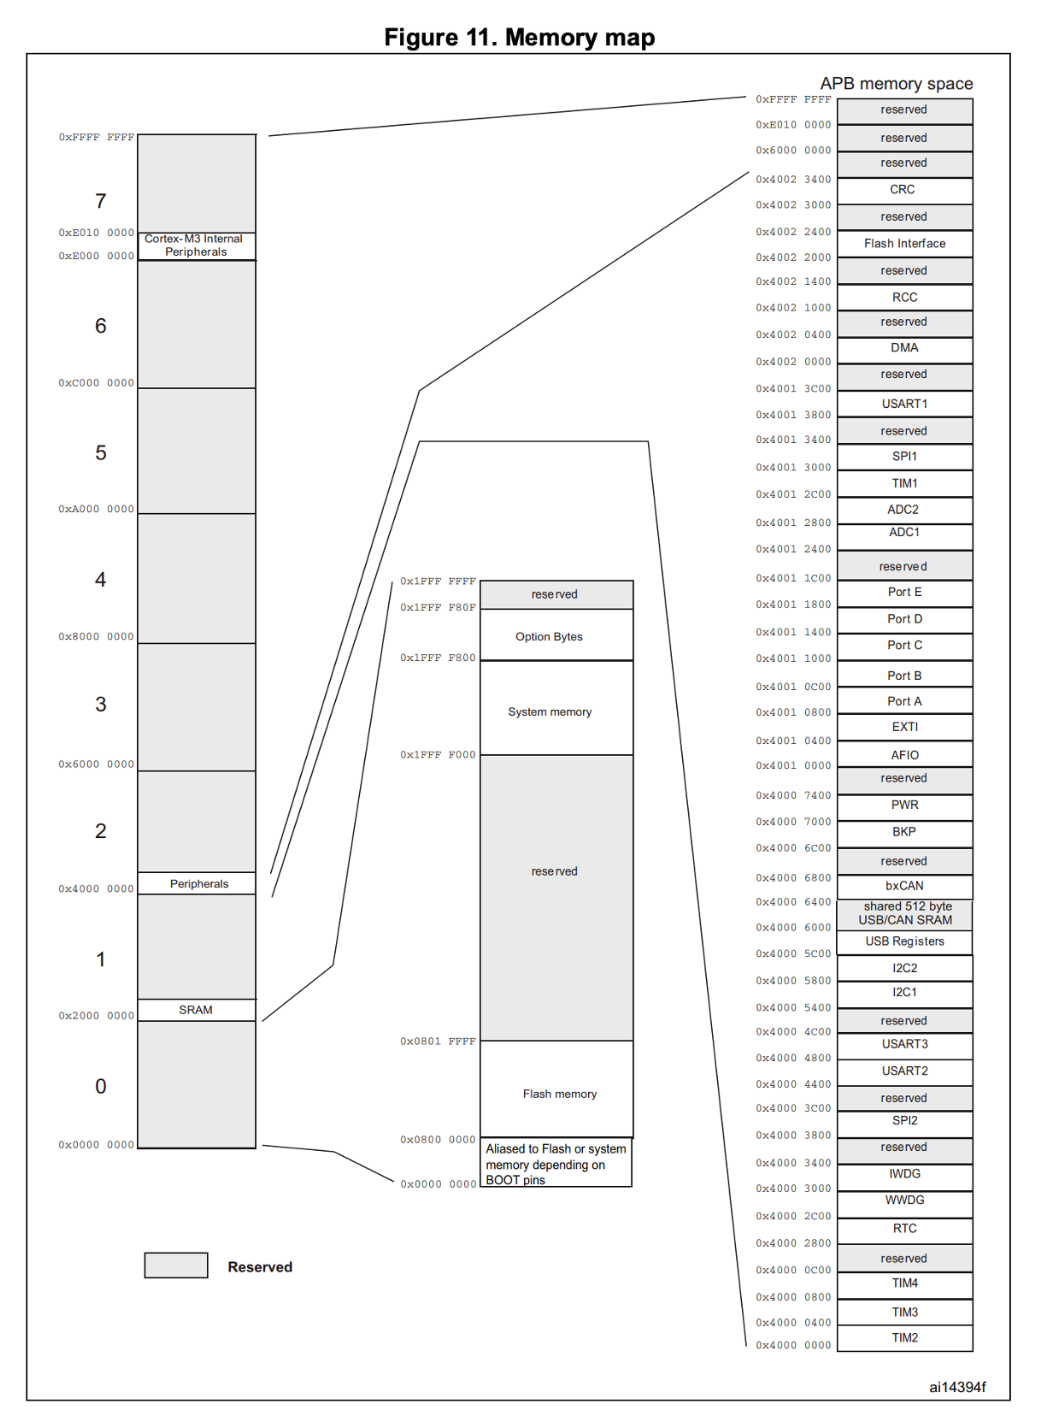 Figure 11. Memory map
APB memory space
0xFFFF FFFF
7
0xE010 0000
Cortex-M3 Internal
Peripherals
0xE000 0000
6
0xC000 0000
5
0xA000 0000
4
0x8000 0000
3
0x6000 0000
2
Peripherals
0x4000 0000
1
SRAM
0x2000 0000
0
0x0000 0000
Reserved
0x1FFF FFFF
reserved
0x1FFF F80F
Option Bytes
0x1FFF F800
System memory
0x1FFF F000
reserved
0x0801 FFFF
Flash memory
0x0800 0000
Aliased to Flash or system
memory depending on
BOOT pins
0x0000 0000
0xFFFF FFFF
reserved
0xE010 0000
reserved
0x6000 0000
reserved
0x4002 3400
CRC
0x4002 3000
reserved
0x4002 2400
Flash Interface
0x4002 2000
reserved
0x4002 1400
RCC
0x4002 1000
reserved
0x4002 0400
DMA
0x4002 0000
reserved
0x4001 3C00
USART1
0x4001 3800
reserved
0x4001 3400
SPI1
0x4001 3000
TIM1
0x4001 2C00
ADC2
0x4001 2800
ADC1
0x4001 2400
reserved
0x4001 1C00
Port E
0x4001 1800
Port D
0x4001 1400
Port C
0x4001 1000
Port B
0x4001 0C00
Port A
0x4001 0800
EXTI
0x4001 0400
AFIO
0x4001 0000
reserved
0x4000 7400
PWR
0x4000 7000
BKP
0x4000 6C00
reserved
0x4000 6800
bxCAN
0x4000 6400
shared 512 byte
USB/CAN SRAM
0x4000 6000
USB Registers
0x4000 5C00
I2C2
0x4000 5800
I2C1
0x4000 5400
reserved
0x4000 4C00
USART3
0x4000 4800
USART2
0x4000 4400
reserved
0x4000 3C00
SPI2
0x4000 3800
reserved
0x4000 3400
IWDG
0x4000 3000
WWDG
0x4000 2C00
RTC
0x4000 2800
reserved
0x4000 0C00
TIM4
0x4000 0800
TIM3
0x4000 0400
TIM2
0x4000 0000
ai14394f